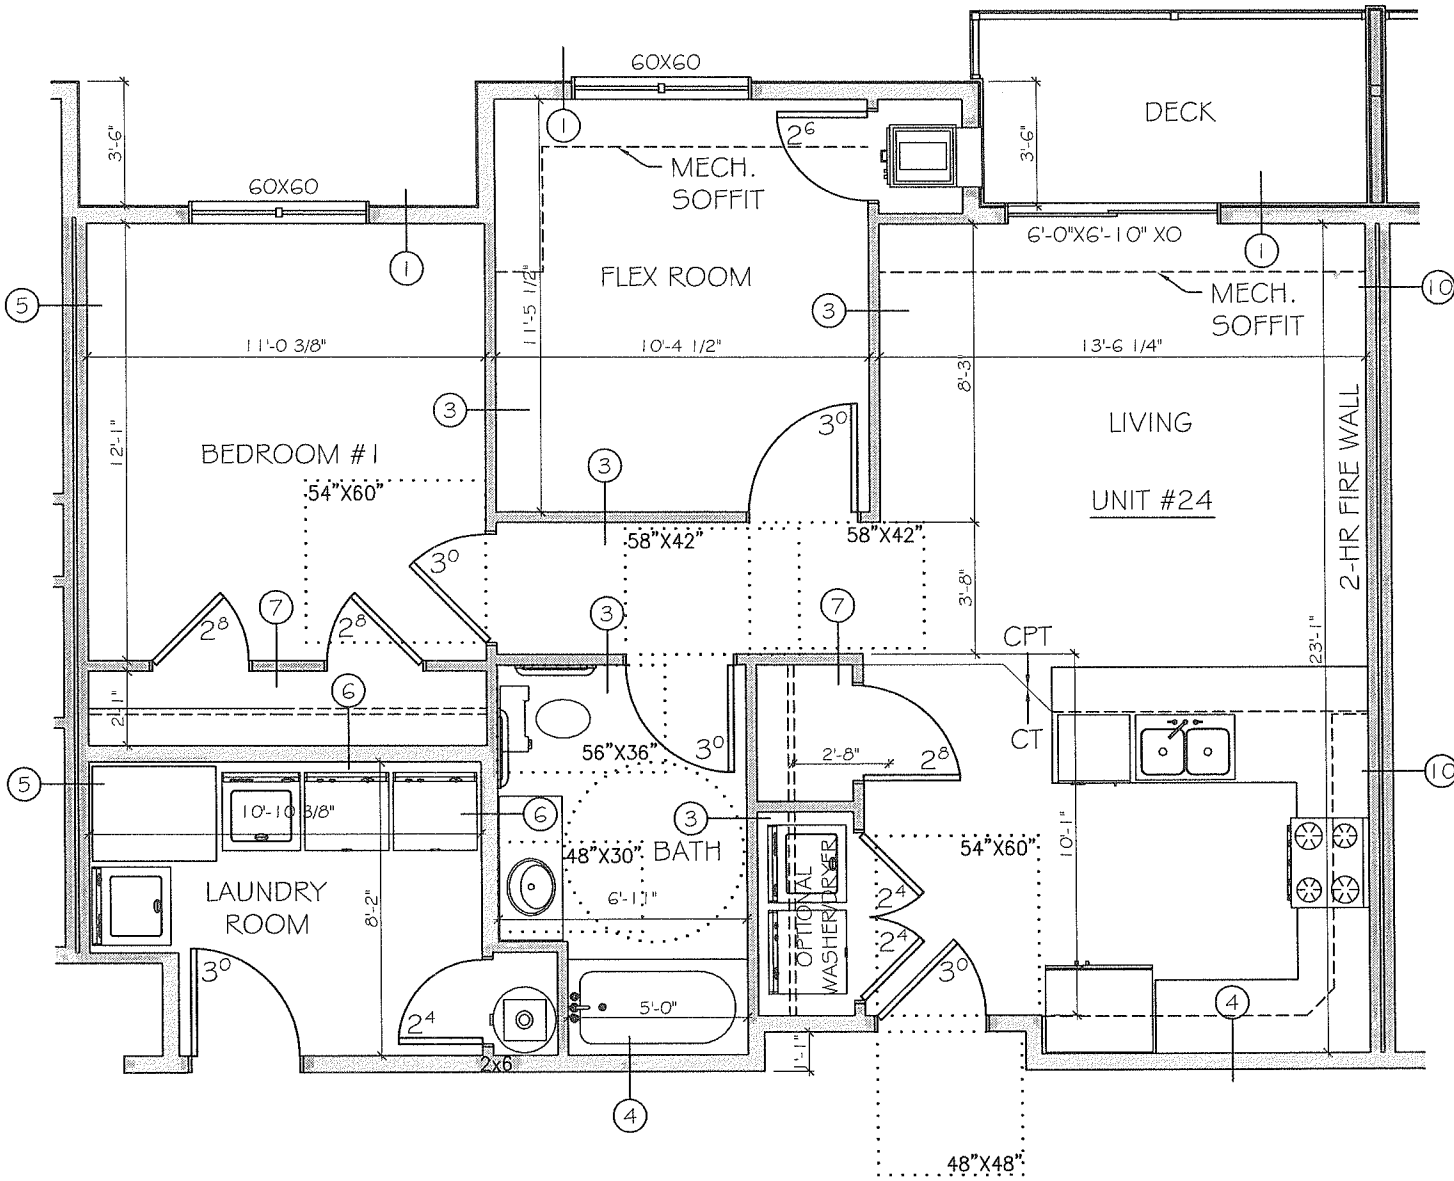 60X60
DECK
3'-6"
1
2⁶
MECH.
SOFFIT
3'-6"
60X60
1
1
6'-0"X6'-10" XO
FLEX ROOM
5
11'-5 1/2"
3
MECH.
SOFFIT
10
11'-0 3/8"
10'-4 1/2"
13'-6 1/4"
8'-3"
3
3⁰
LIVING
12'-1"
BEDROOM #1
3
54"X60"
UNIT #24
2-HR FIRE WALL
58"X42"
58"X42"
3⁰
3'-8"
7
2⁸
2⁸
3
7
CPT
23'-1"
6
2'-1"
3
CT
56"X36"
3⁰
2'-8"
2⁸
5
10
10'-10 3/8"
6
3
48"X30"
BATH
54"X60"
10'-1"
LAUNDRY
ROOM
8'-2"
6'-11"
OPTIONAL
WASHER/DRYER
2⁴
2⁴
3⁰
3⁰
2⁴
5'-0"
4
2x6
1'-1"
4
48"X48"